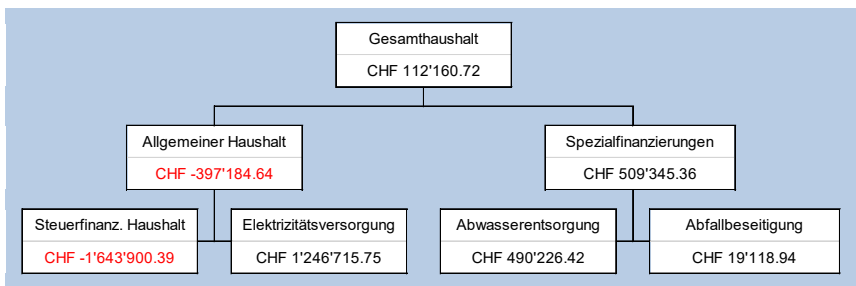 Gesamthaushalt
CHF 112'160.72
Allgemeiner Haushalt
CHF -397'184.64
Spezialfinanzierungen
CHF 509'345.36
Steuerfinanz. Haushalt
CHF -1'643'900.39
Elektrizitätsversorgung
CHF 1'246'715.75
Abwasserentsorgung
CHF 490'226.42
Abfallbeseitigung
CHF 19'118.94